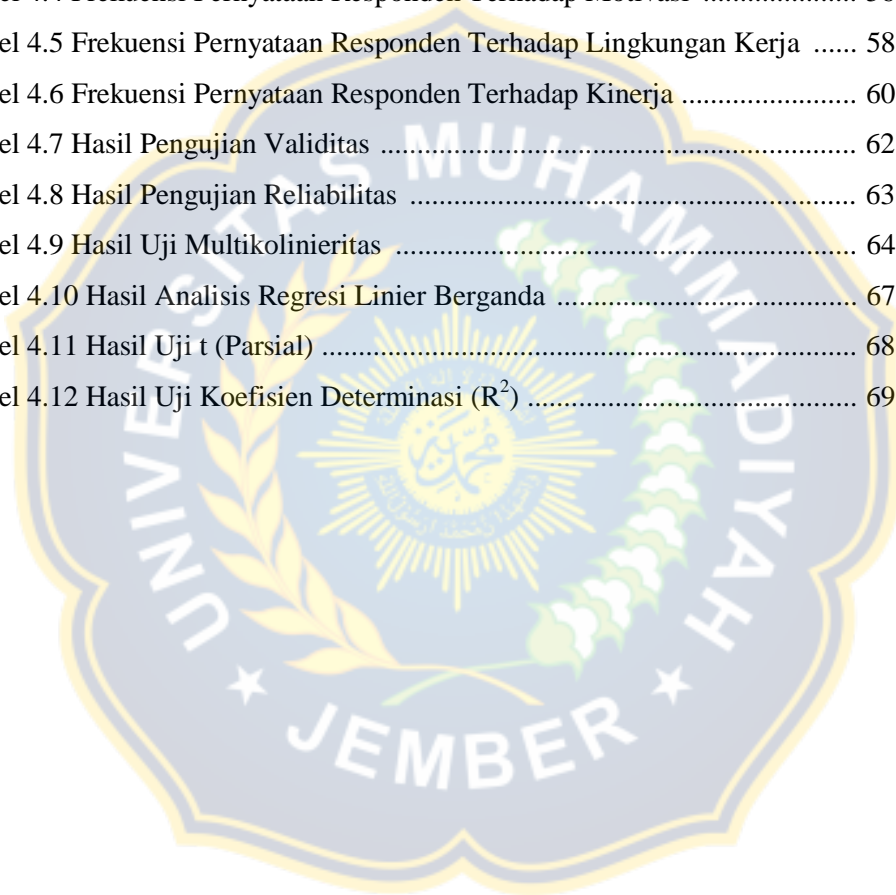 el 4.5 Frekuensi Pernyataan Responden Terhadap Lingkungan Kerja ...... 58
el 4.6 Frekuensi Pernyataan Responden Terhadap Kinerja ...................... 60
el 4.7 Hasil Pengujian Validitas ............................................................ 62
el 4.8 Hasil Pengujian Reliabilitas ........................................................ 63
el 4.9 Hasil Uji Multikolinieritas .......................................................... 64
el 4.10 Hasil Analisis Regresi Linier Berganda ...................................... 67
el 4.11 Hasil Uji t (Parsial) .................................................................... 68
el 4.12 Hasil Uji Koefisien Determinasi (R²) .......................................... 69
UNIVERSITAS MUHAMMADIYAH
JEMBER